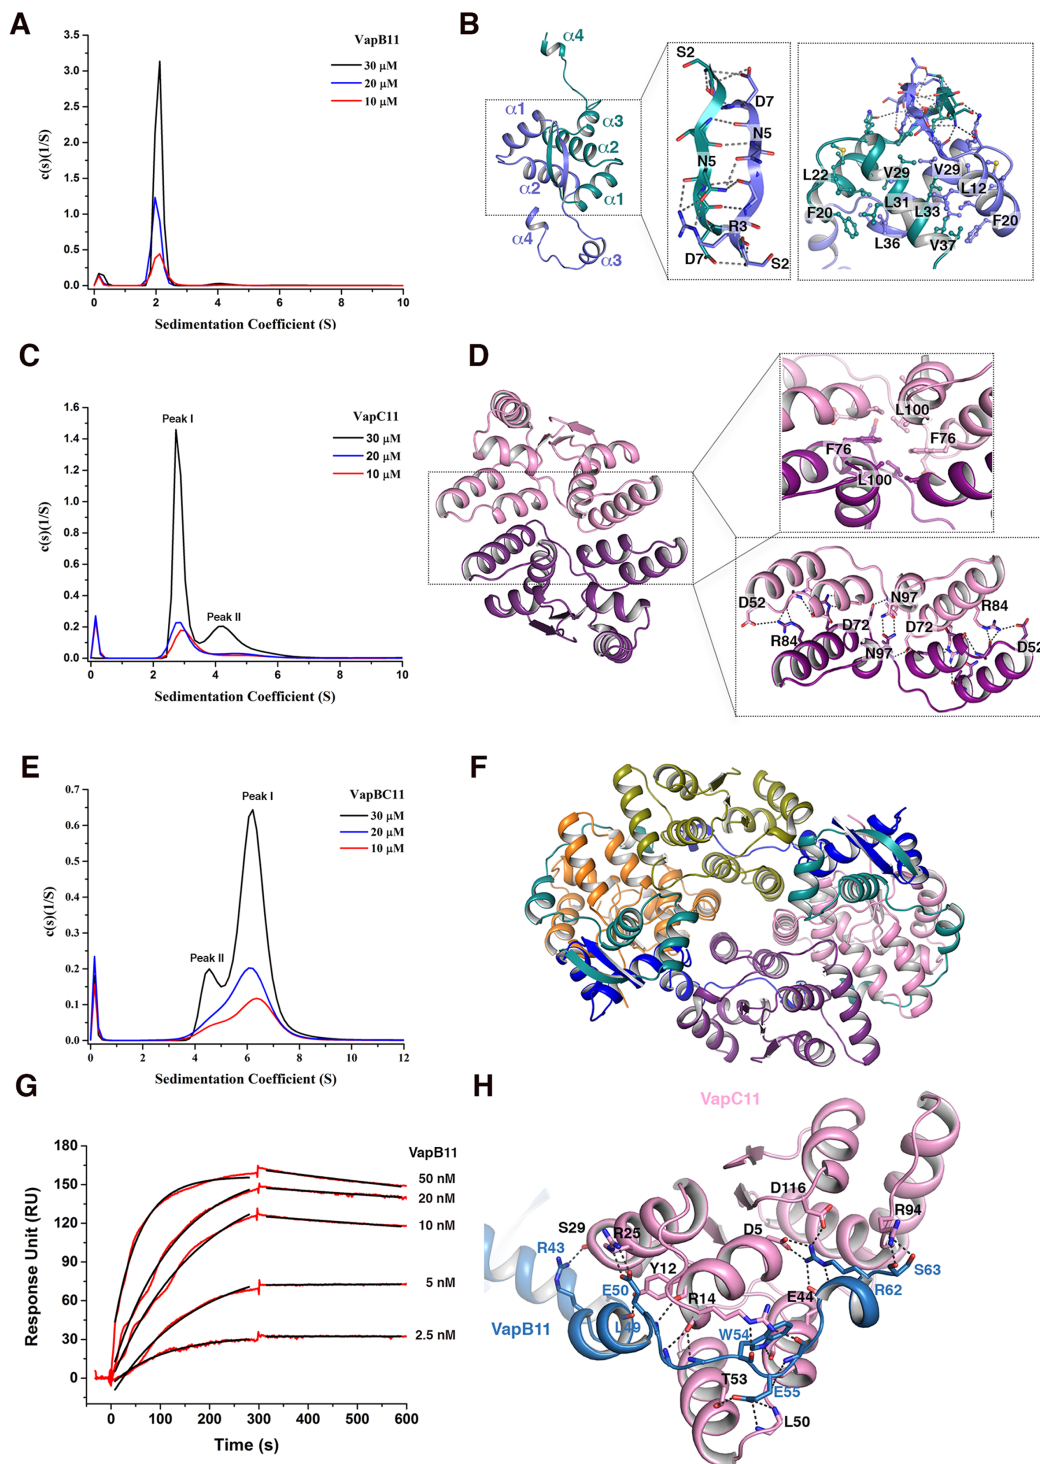 A
VapB11
30 μM
20 μM
10 μM
3.5
3.0
2.5
2.0
1.5
1.0
0.5
0.0
c(s)(1/S)
0 2 4 6 8 10
Sedimentation Coefficient (S)
B
α4
α1
α3
α2
α2
α1
α4
α3
S2
D7
N5
N5
R3
D7
S2
L22
V29
V29
L12
L31
L33
F20
F20
L36
V37
C
VapC11
30 μM
20 μM
10 μM
Peak I
Peak II
1.6
1.4
1.2
1.0
0.8
0.6
0.4
0.2
0.0
c(s)(1/S)
0 2 4 6 8 10
Sedimentation Coefficient (S)
D
L100
F76
F76
L100
D52
N97
R84
D72
D72
R84
N97
D52
E
VapBC11
30 μM
20 μM
10 μM
Peak I
Peak II
0.7
0.6
0.5
0.4
0.3
0.2
0.1
0.0
c(s)(1/S)
0 2 4 6 8 10 12
Sedimentation Coefficient (S)
F
G
VapB11
50 nM
20 nM
10 nM
5 nM
2.5 nM
180
150
120
90
60
30
0
Response Unit (RU)
0 100 200 300 400 500 600
Time (s)
H
VapC11
D116
R94
S29
R25
D5
R43
Y12
S63
E50
R14
E44
R62
VapB11
L49
W54
T53
E55
L50